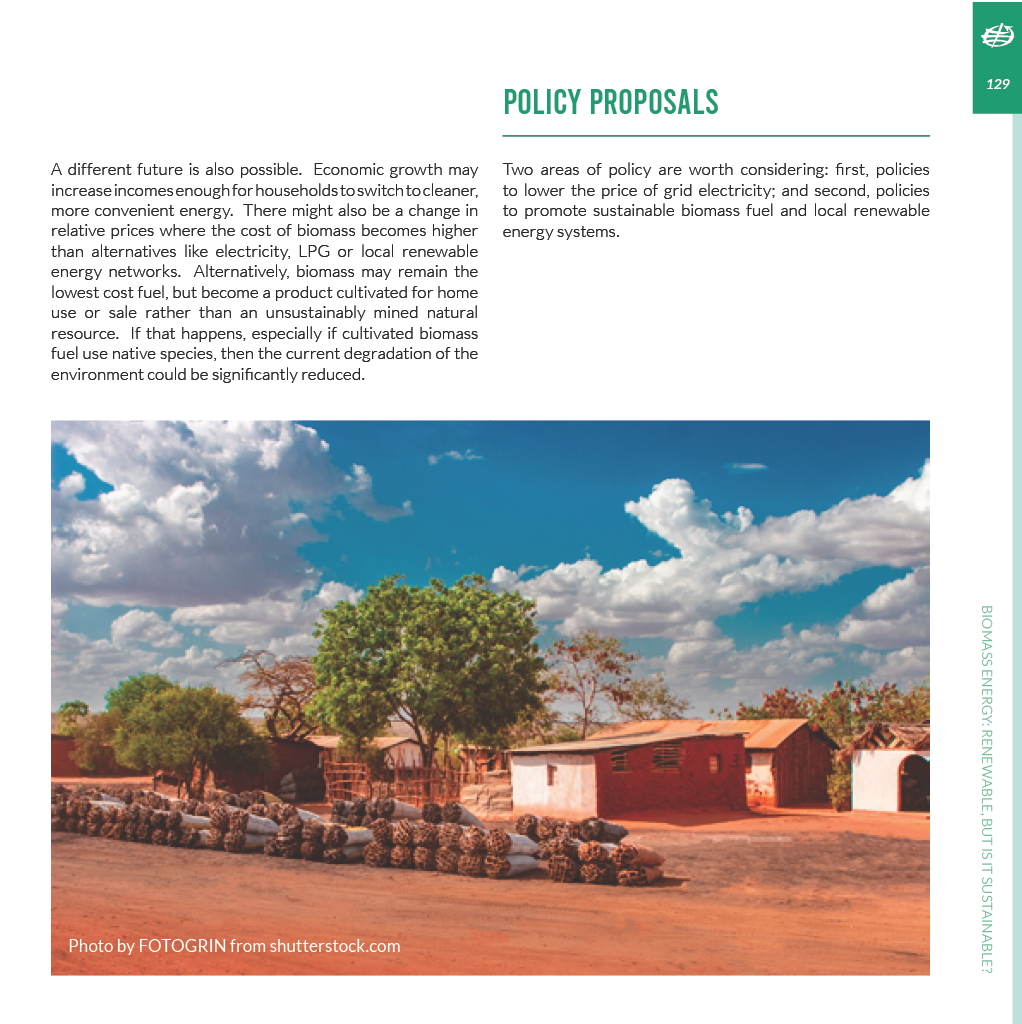 129
A different future is also possible.  Economic growth may
increase incomes enough for households to switch to cleaner,
more convenient energy.  There might also be a change in
relative prices where the cost of biomass becomes higher
than alternatives like electricity, LPG or local renewable
energy networks.  Alternatively, biomass may remain the
lowest cost fuel, but become a product cultivated for home
use or sale rather than an unsustainably mined natural
resource.  If that happens, especially if cultivated biomass
fuel use native species, then the current degradation of the
environment could be significantly reduced.
POLICY PROPOSALS
Two areas of policy are worth considering: first, policies
to lower the price of grid electricity; and second, policies
to promote sustainable biomass fuel and local renewable
energy systems.
Photo by FOTOGRIN from shutterstock.com
BIOMASS ENERGY: RENEWABLE, BUT IS IT SUSTAINABLE?